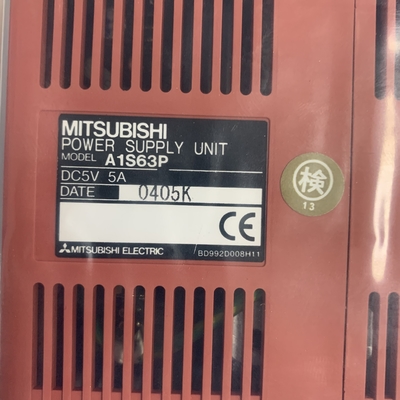 MITSUBISHI
POWER SUPPLY UNIT
MODEL A1S63P
DC5V 5A
DATE 0405K
CE
MITSUBISHI ELECTRIC
BD992D008H11
検
13